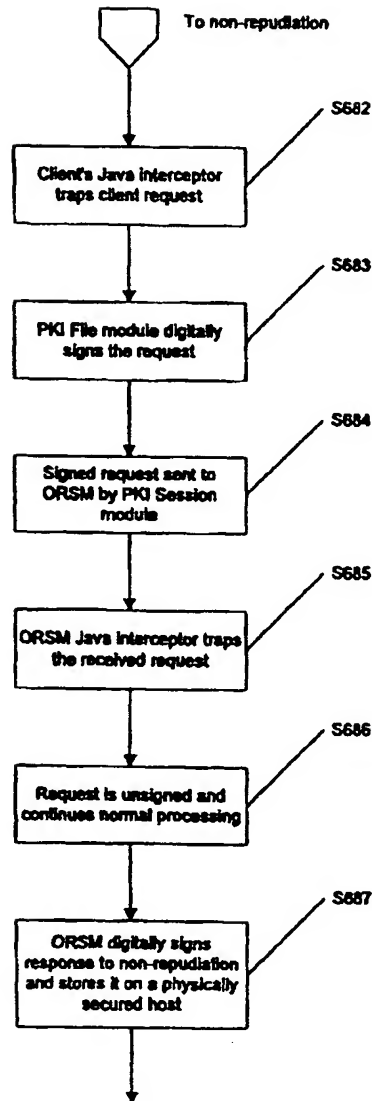 To non-repudiation
S682
Client's Java interceptor
traps client request
S683
PKI File module digitally
signs the request
S684
Signed request sent to
ORSM by PKI Session
module
S685
ORSM Java Interceptor traps
the received request
S686
Request is unsigned and
continues normal processing
S687
ORSM digitally signs
response to non-repudiation
and stores it on a physically
secured host